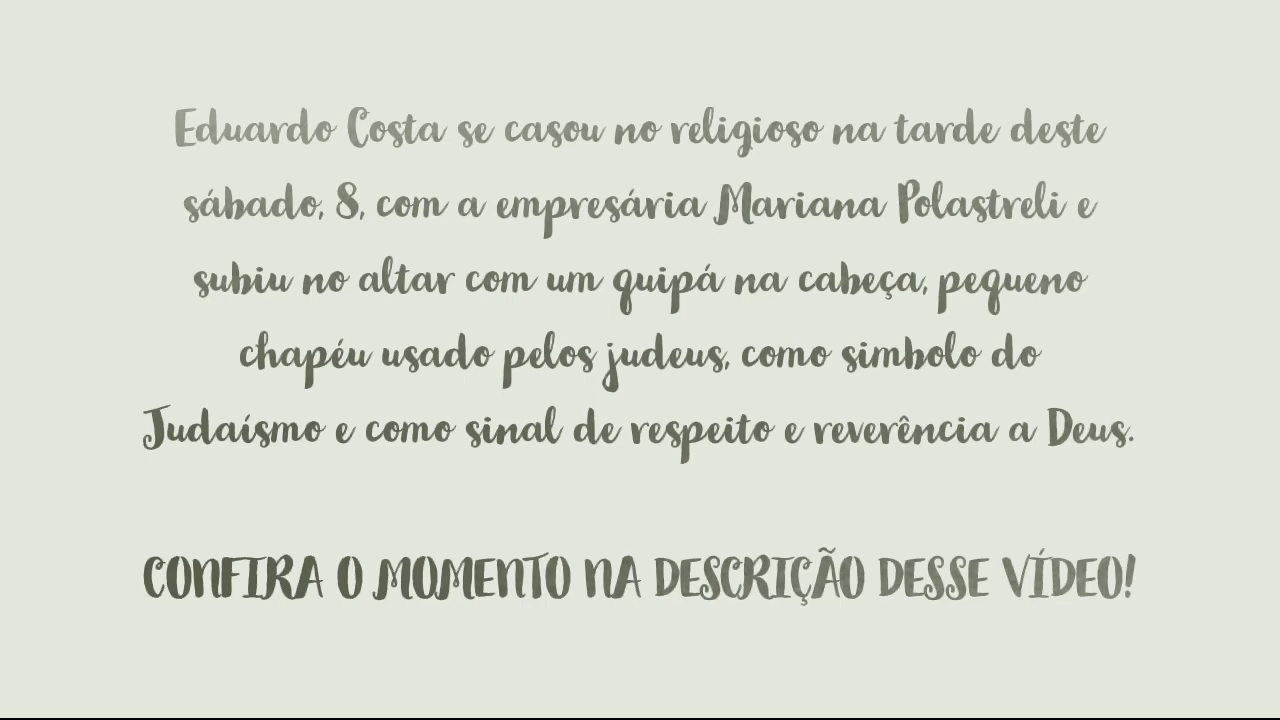 Eduardo Costa se casou no religioso na tarde deste
sábado, 8, com a empresária Mariana Polastreli e
subiu no altar com um quipá na cabeça, pequeno
chapéu usado pelos judeus, como simbolo do
Judaísmo e como sinal de respeito e reverência a Deus.
CONFIRA O MOMENTO NA DESCRIÇÃO DESSE VÍDEO!